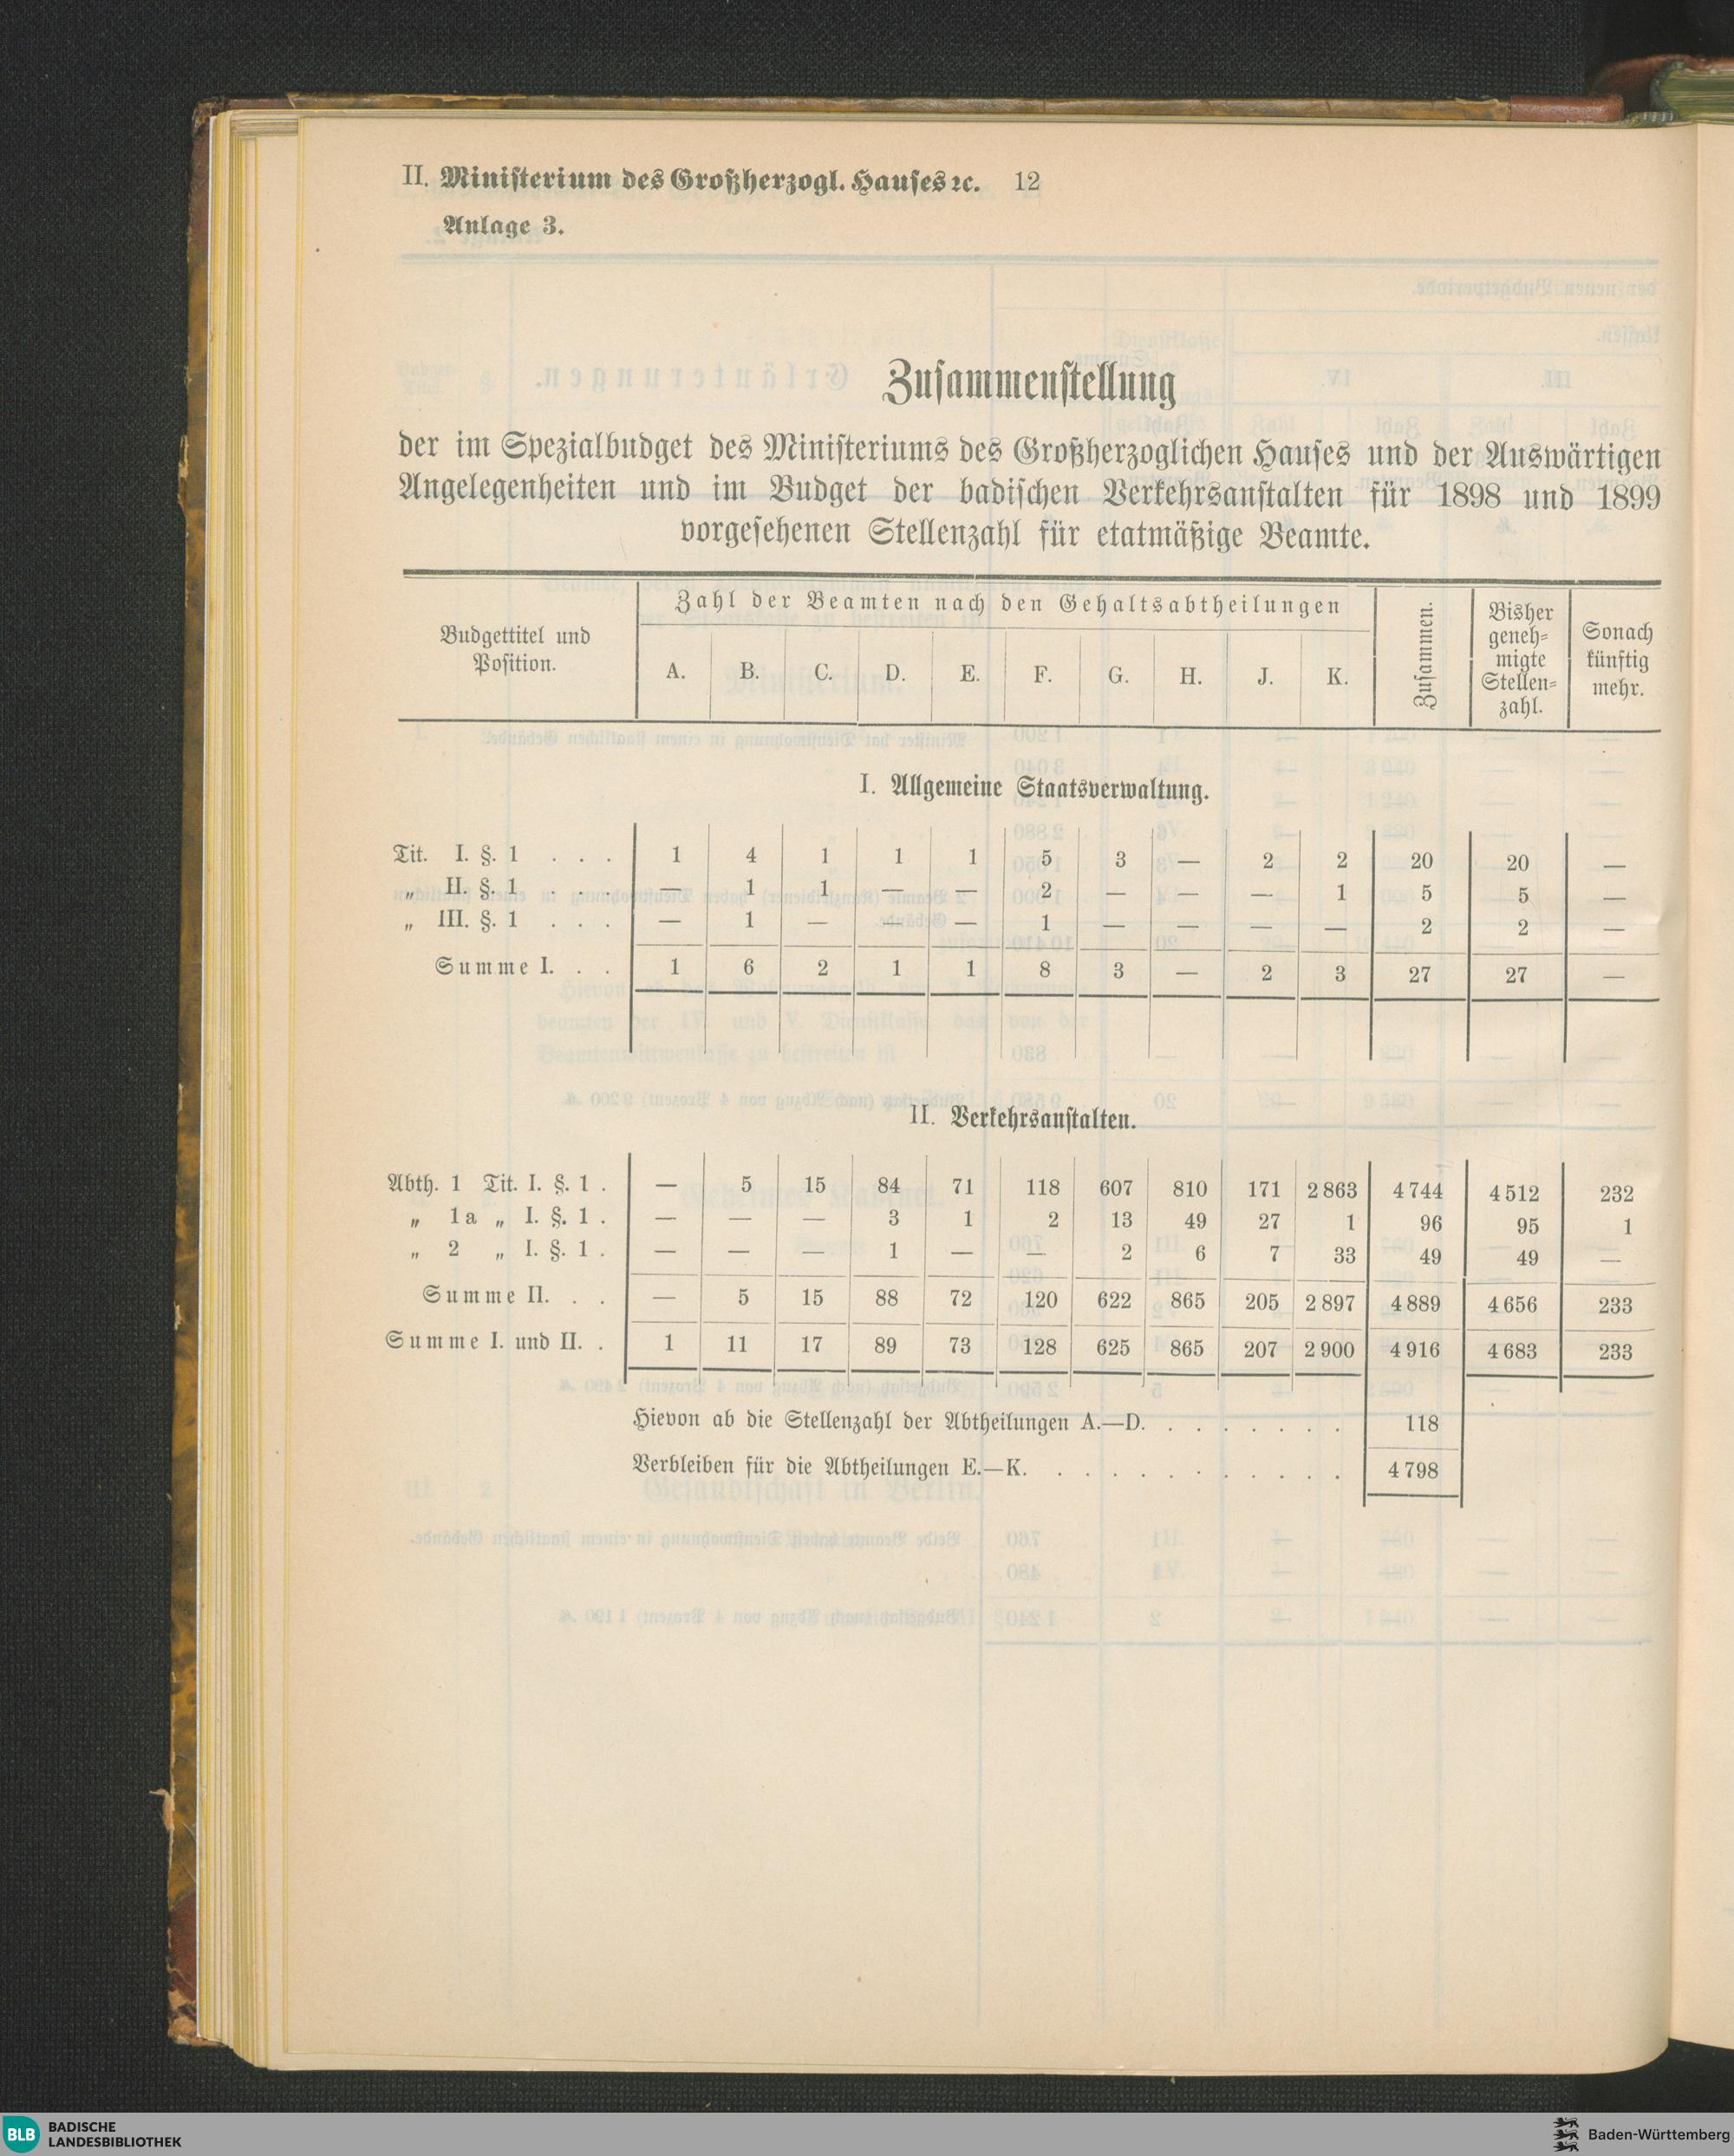 II. Ministerium des Großherzogl. Hauses ꝛc. 12
Anlage 3.
Zusammenstellung
der im Spezialbudget des Ministeriums des Großherzoglichen Hauses und der Auswärtigen
Angelegenheiten und im Budget der badischen Verkehrsanstalten für 1898 und 1899
vorgesehenen Stellenzahl für etatmäßige Beamte.
Budgettitel und
Position.
Zahl der Beamten nach den Gehaltsabtheilungen
A. B. C. D. E. F. G. H. J. K.
Zusammen.
Bisher
geneh-
migte
Stellen-
zahl.
Sonach
künftig
mehr.
I. Allgemeine Staatsverwaltung.
Tit. I. §. 1 . . . 1 4 1 1 1 5 3 — 2 2 20 20 —
„ II. §. 1 . . . — 1 1 — — 2 — — — 1 5 5 —
„ III. §. 1 . . . — 1 — — — 1 — — — — 2 2 —
Summe I. . . 1 6 2 1 1 8 3 — 2 3 27 27 —
II. Verkehrsanstalten.
Abth. 1 Tit. I. §. 1 . — 5 15 84 71 118 607 810 171 2 863 4 744 4 512 232
„ 1a „ I. §. 1 . — — — 3 1 2 13 49 27 1 96 95 1
„ 2 „ I. §. 1 . — — — 1 — — 2 6 7 33 49 49 —
Summe II. . . — 5 15 88 72 120 622 865 205 2 897 4 889 4 656 233
Summe I. und II. . 1 11 17 89 73 128 625 865 207 2 900 4 916 4 683 233
Hievon ab die Stellenzahl der Abtheilungen A.—D. . . . . . . . 118
Verbleiben für die Abtheilungen E.—K. . . . . . . . . . . . 4 798
BLB BADISCHE
LANDESBIBLIOTHEK
Baden-Württemberg